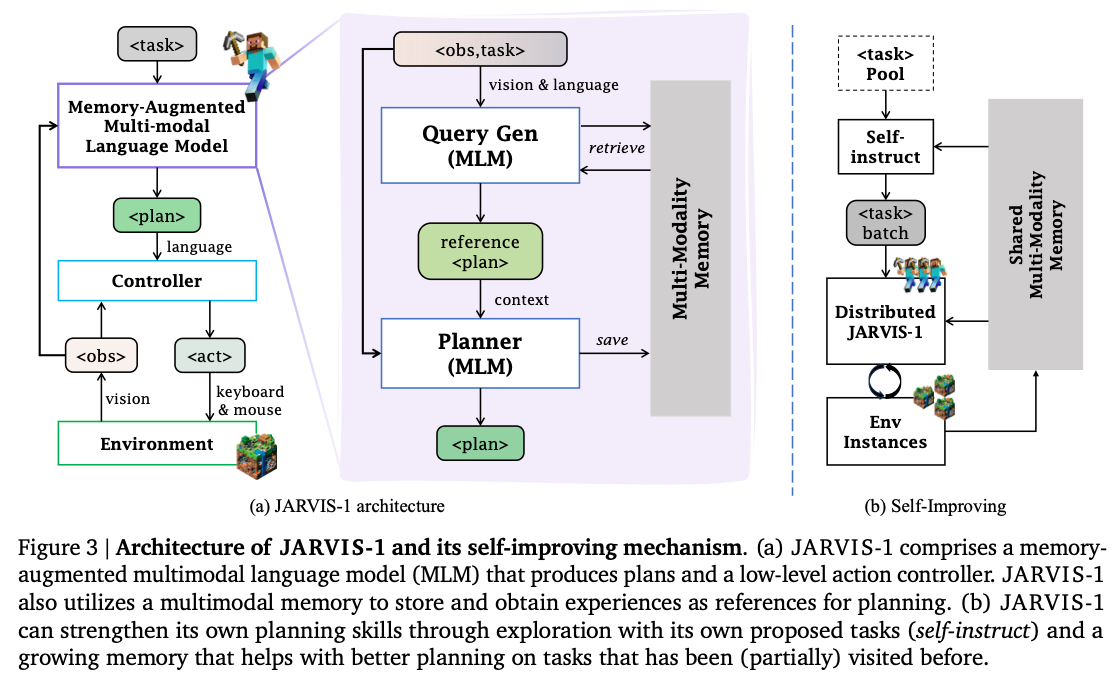 <task>
Memory-Augmented
Multi-modal
Language Model
<plan>
language
Controller
<obs>
<act>
vision
keyboard
& mouse
Environment
<obs,task>
vision & language
Query Gen
(MLM)
retrieve
reference
<plan>
context
Planner
(MLM)
save
<plan>
Multi-Modality
Memory
(a) JARVIS-1 architecture
<task>
Pool
Self-
instruct
<task>
batch
Distributed
JARVIS-1
Env
Instances
Shared
Multi-Modality
Memory
(b) Self-Improving
Figure 3 | Architecture of JARVIS-1 and its self-improving mechanism. (a) JARVIS-1 comprises a memory-
augmented multimodal language model (MLM) that produces plans and a low-level action controller. JARVIS-1
also utilizes a multimodal memory to store and obtain experiences as references for planning. (b) JARVIS-1
can strengthen its own planning skills through exploration with its own proposed tasks (self-instruct) and a
growing memory that helps with better planning on tasks that has been (partially) visited before.